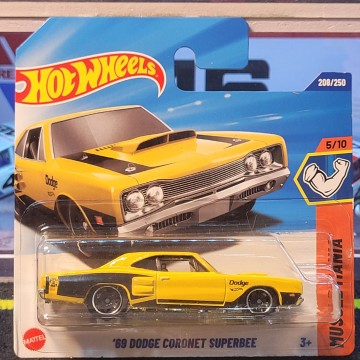 HOT WHEELS
208/250
5/10
Dodge
Dodge
MUSCLE MANIA
MATTEL
'69 DODGE CORONET SUPERBEE
3+